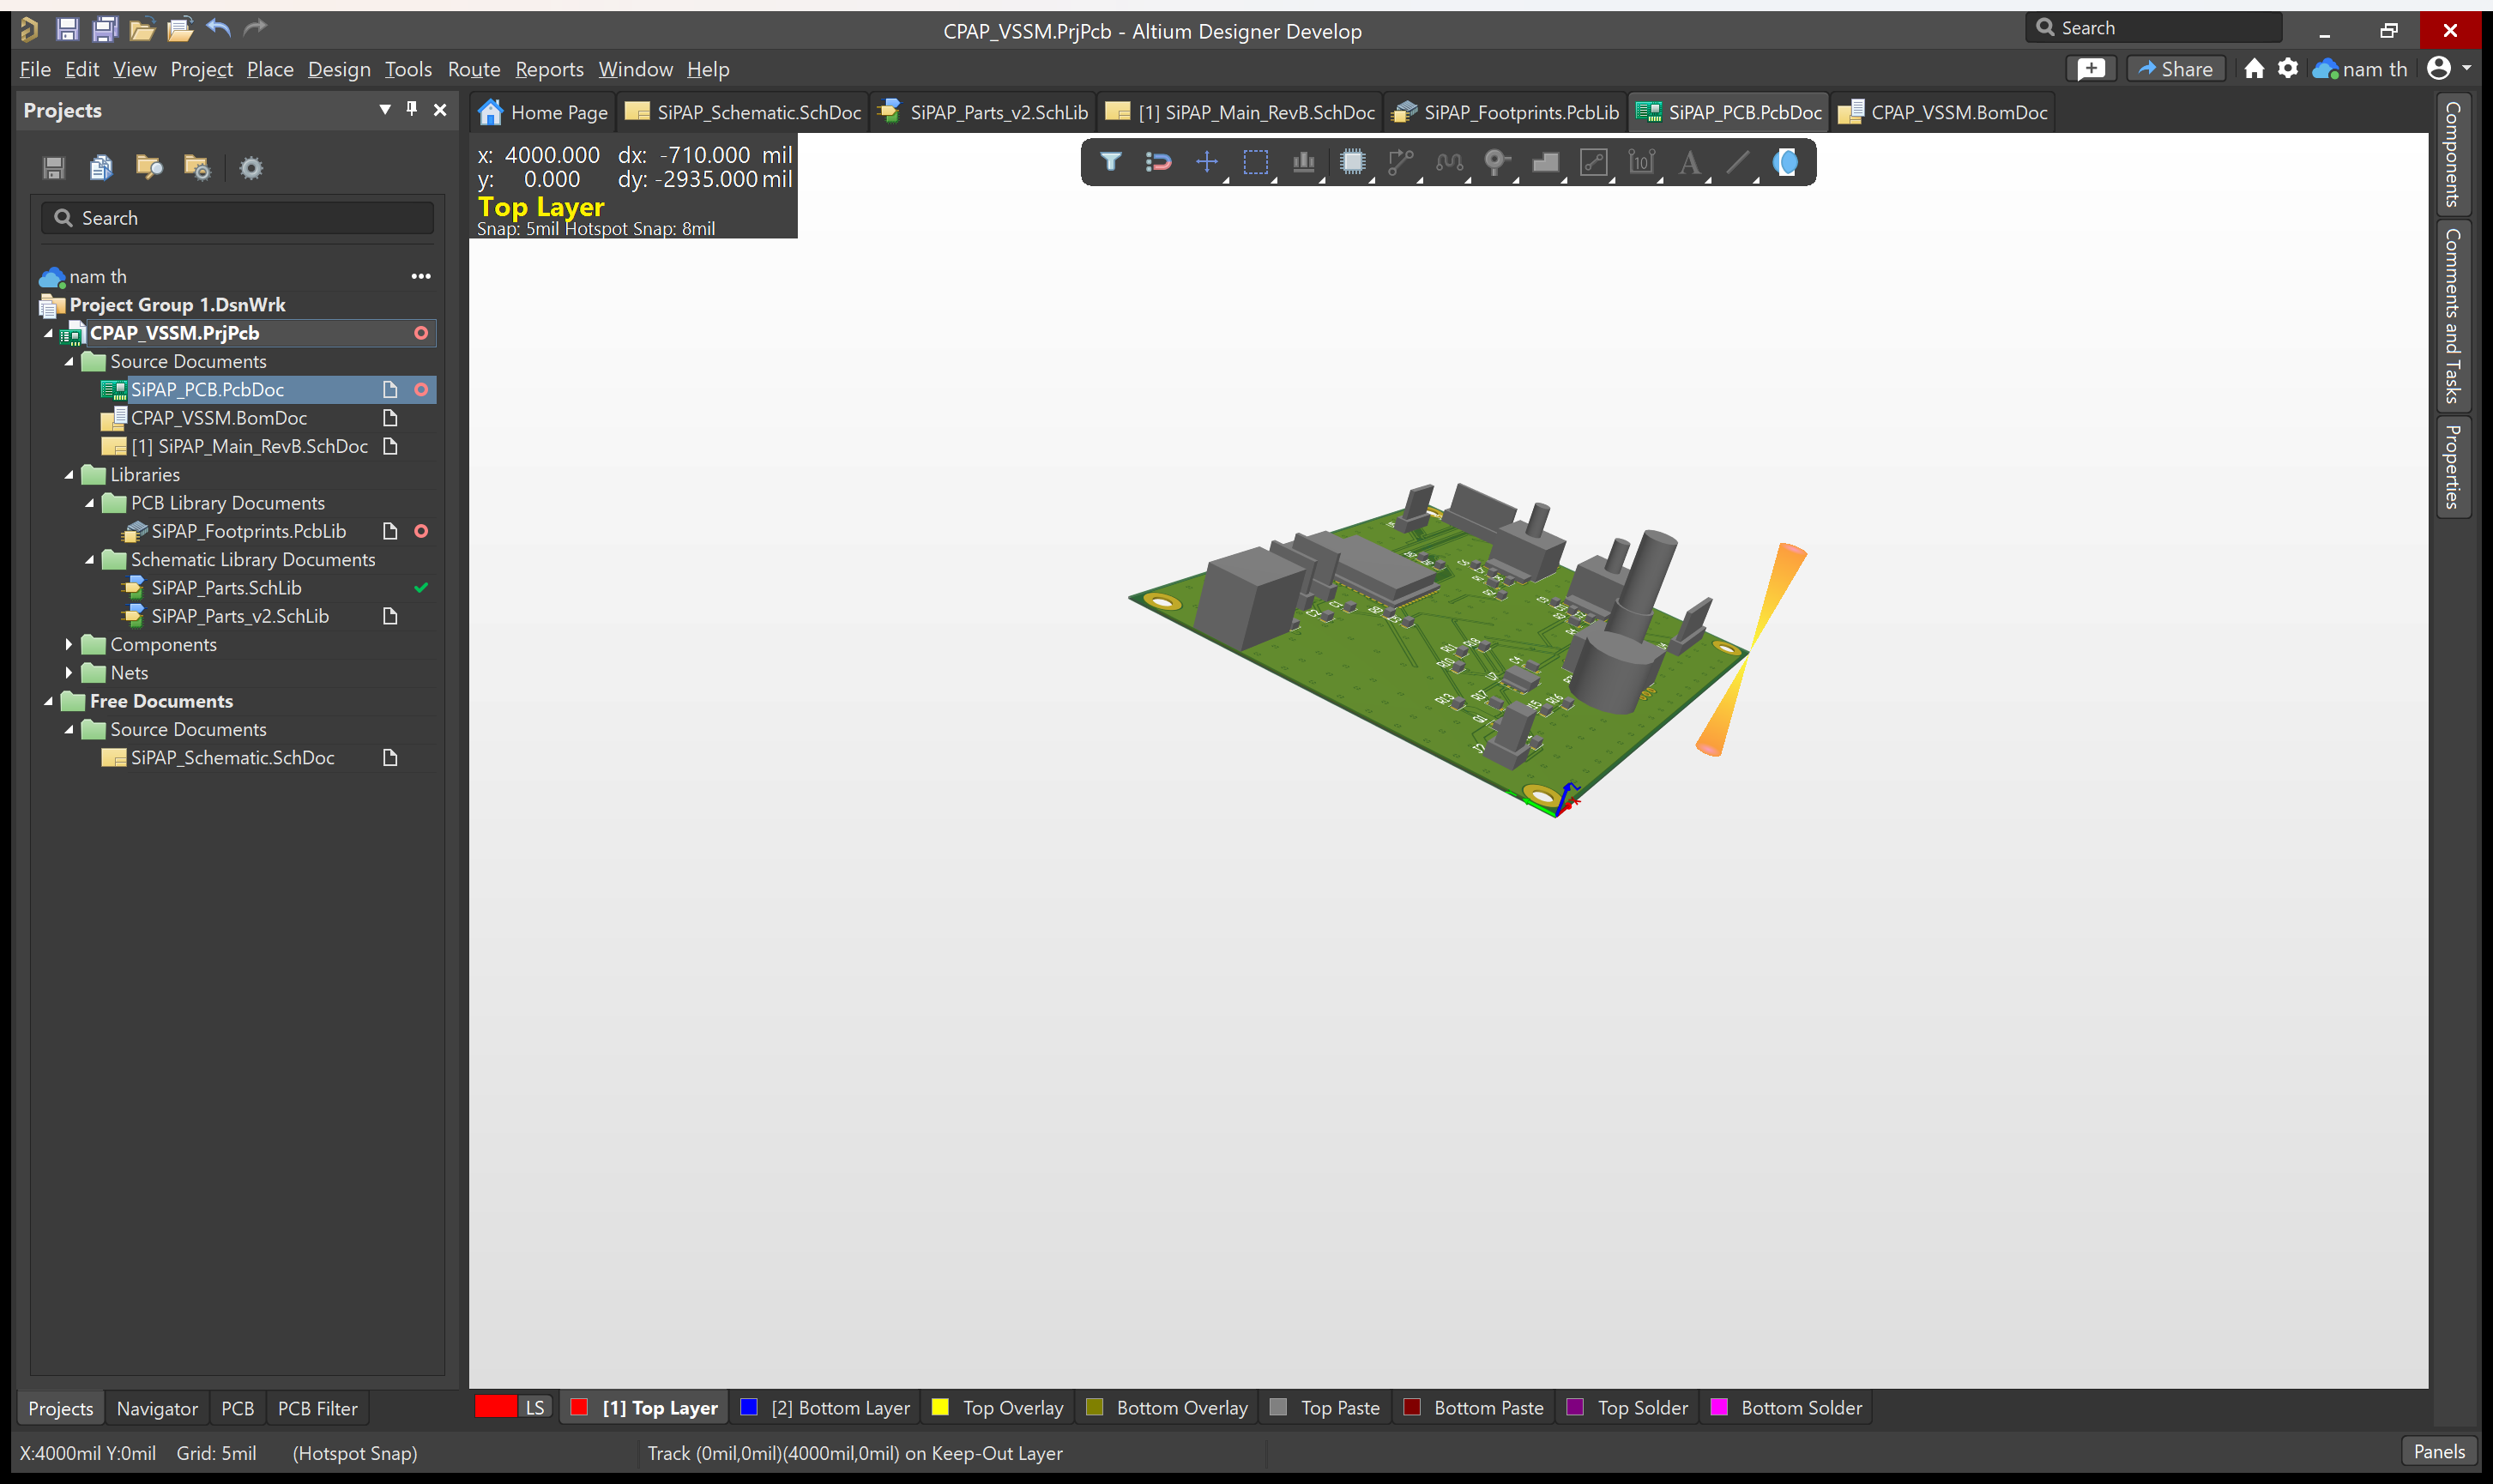 CPAP_VSSM.PrjPcb - Altium Designer Develop
Search
File Edit View Project Place Design Tools Route Reports Window Help
Share
nam th
Projects
Home Page
SiPAP_Schematic.SchDoc
SiPAP_Parts_v2.SchLib
[1] SiPAP_Main_RevB.SchDoc
SiPAP_Footprints.PcbLib
SiPAP_PCB.PcbDoc
CPAP_VSSM.BomDoc
Search
nam th
Project Group 1.DsnWrk
CPAP_VSSM.PrjPcb
Source Documents
SiPAP_PCB.PcbDoc
CPAP_VSSM.BomDoc
[1] SiPAP_Main_RevB.SchDoc
Libraries
PCB Library Documents
SiPAP_Footprints.PcbLib
Schematic Library Documents
SiPAP_Parts.SchLib
SiPAP_Parts_v2.SchLib
Components
Nets
Free Documents
Source Documents
SiPAP_Schematic.SchDoc
x: 4000.000 dx: -710.000 mil
y: 0.000 dy: -2935.000 mil
Top Layer
Snap: 5mil Hotspot Snap: 8mil
10
A
Components
Comments and Tasks
Properties
Projects
Navigator
PCB
PCB Filter
LS
[1] Top Layer
[2] Bottom Layer
Top Overlay
Bottom Overlay
Top Paste
Bottom Paste
Top Solder
Bottom Solder
X:4000mil Y:0mil Grid: 5mil (Hotspot Snap)
Track (0mil,0mil)(4000mil,0mil) on Keep-Out Layer
Panels